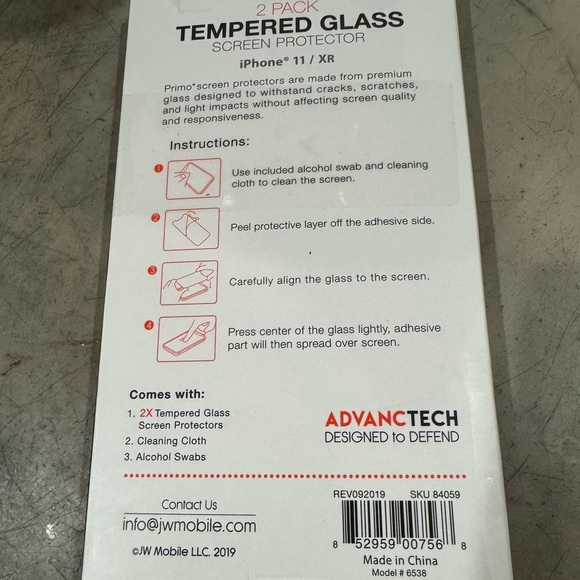 2 PACK
TEMPERED GLASS
SCREEN PROTECTOR
iPhone® 11 / XR
Primo® screen protectors are made from premium
glass designed to withstand cracks, scratches,
and light impacts without affecting screen quality
and responsiveness.
Instructions:
1 Use included alcohol swab and cleaning
cloth to clean the screen.
2 Peel protective layer off the adhesive side.
3 Carefully align the glass to the screen.
4 Press center of the glass lightly, adhesive
part will then spread over screen.
Comes with:
1. 2X Tempered Glass
Screen Protectors
2. Cleaning Cloth
3. Alcohol Swabs
ADVANCTECH
DESIGNED to DEFEND
Contact Us
info@jwmobile.com
©JW Mobile LLC. 2019
REV092019 SKU 84059
8 52959 00756 8
Made in China
Model # 6538